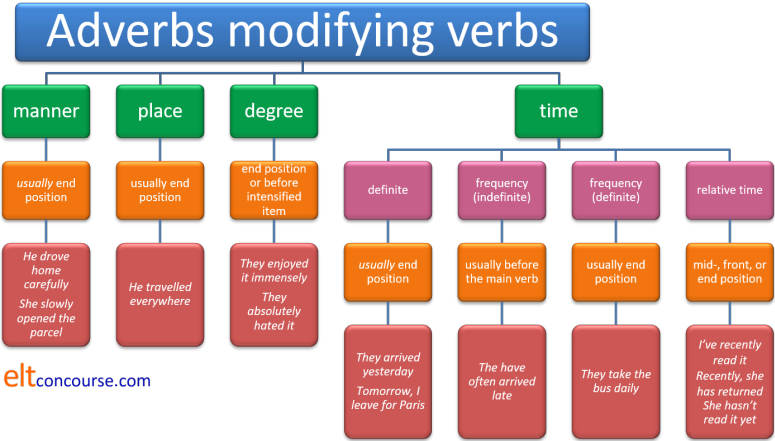 Adverbs modifying verbs
manner
place
degree
time
usually end
position
usually end
position
end position
or before
intensified
item
definite
frequency
(indefinite)
frequency
(definite)
relative time
He drove
home
carefully
She slowly
opened the
parcel
He travelled
everywhere
They enjoyed
it immensely
They
absolutely
hated it
usually end
position
usually before
the main verb
usually end
position
mid-, front, or
end position
They arrived
yesterday
Tomorrow, I
leave for Paris
The have
often arrived
late
They take the
bus daily
I've recently
read it
Recently, she
has returned
She hasn't
read it yet
eltconcourse.com